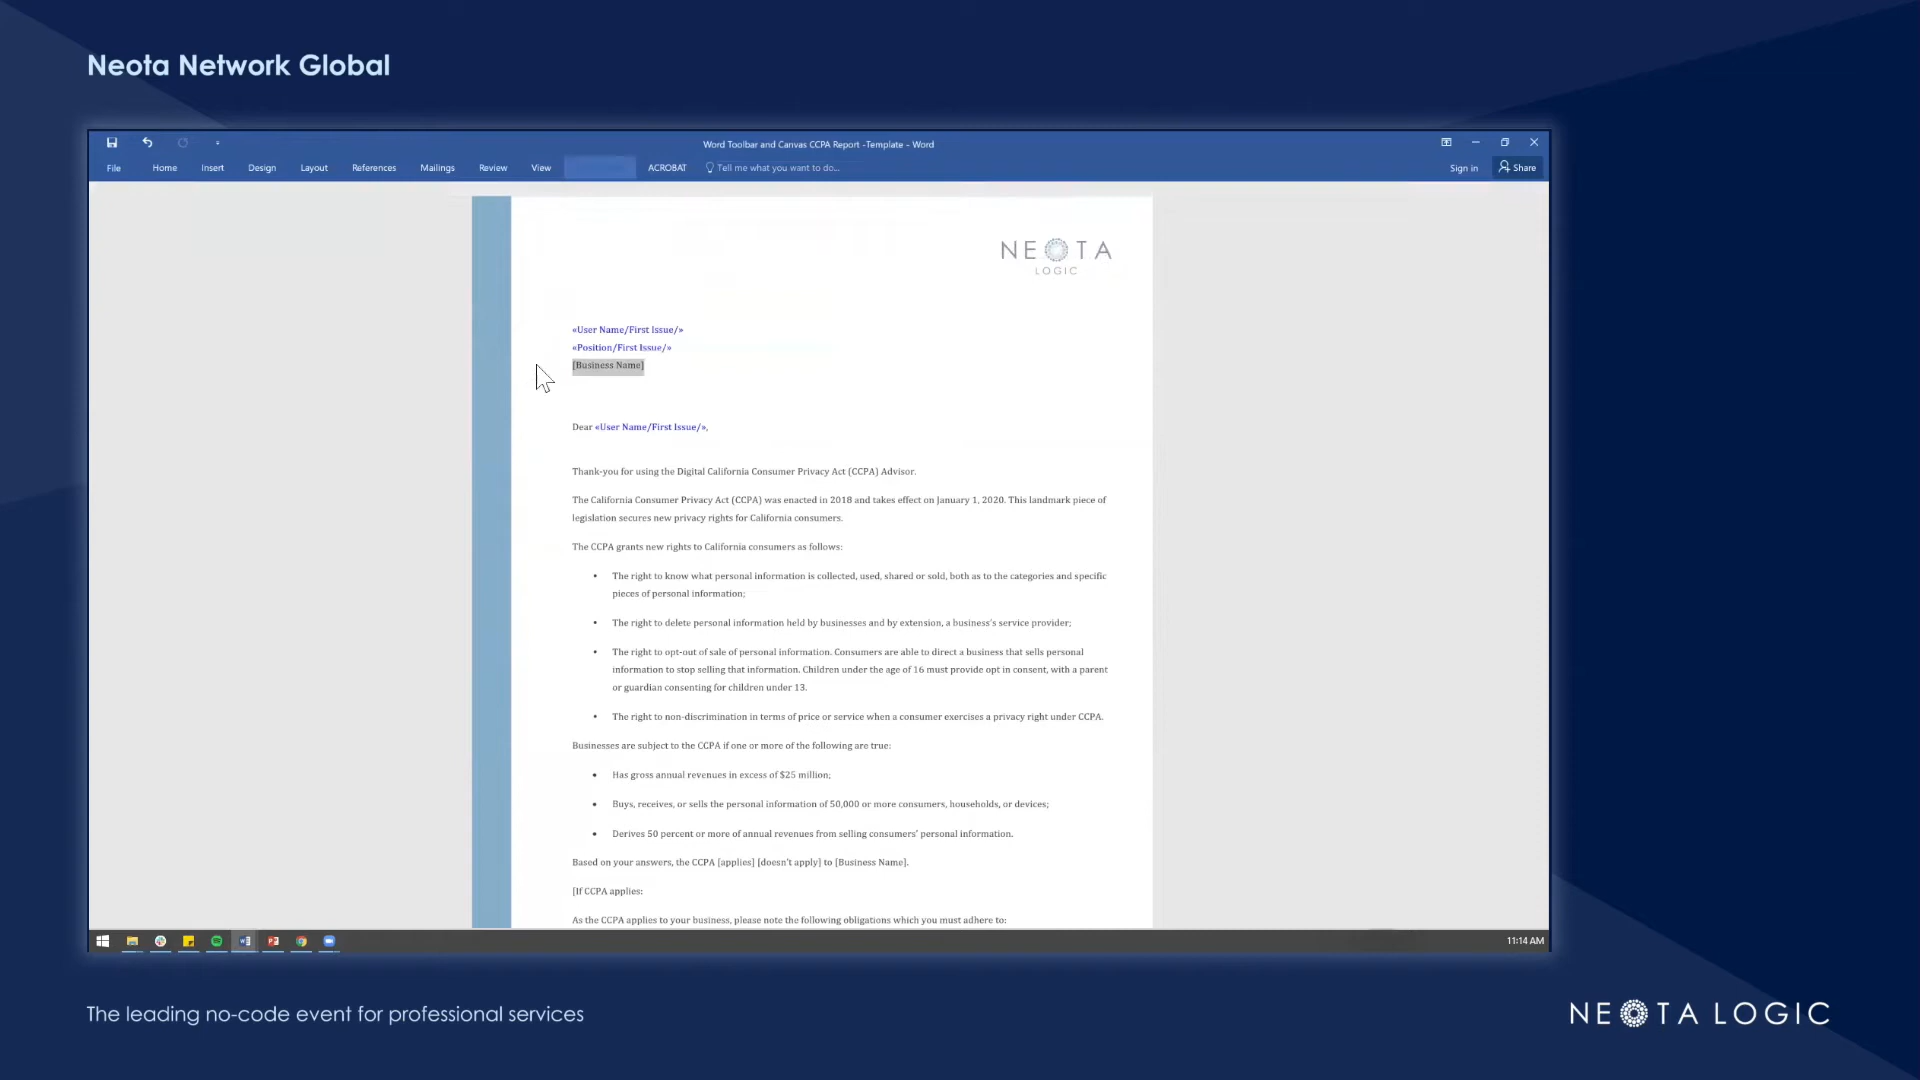 Neota Network Global
Word Toolbar and Canvas CCPA Report -Template - Word
File Home Insert Design Layout References Mailings Review View ACROBAT Tell me what you want to do... Sign in Share
NEOTA
LOGIC
«User Name/First Issue/»
«Position/First Issue/»
[Business Name]
Dear «User Name/First Issue/»,
Thank-you for using the Digital California Consumer Privacy Act (CCPA) Advisor.
The California Consumer Privacy Act (CCPA) was enacted in 2018 and takes effect on January 1, 2020. This landmark piece of
legislation secures new privacy rights for California consumers.
The CCPA grants new rights to California consumers as follows:
• The right to know what personal information is collected, used, shared or sold, both as to the categories and specific
pieces of personal information;
• The right to delete personal information held by businesses and by extension, a business's service provider;
• The right to opt-out of sale of personal information. Consumers are able to direct a business that sells personal
information to stop selling that information. Children under the age of 16 must provide opt in consent, with a parent
or guardian consenting for children under 13.
• The right to non-discrimination in terms of price or service when a consumer exercises a privacy right under CCPA.
Businesses are subject to the CCPA if one or more of the following are true:
• Has gross annual revenues in excess of $25 million;
• Buys, receives, or sells the personal information of 50,000 or more consumers, households, or devices;
• Derives 50 percent or more of annual revenues from selling consumers' personal information.
Based on your answers, the CCPA [applies] [doesn't apply] to [Business Name].
[If CCPA applies:
As the CCPA applies to your business, please note the following obligations which you must adhere to:
11:14 AM
The leading no-code event for professional services
NEOTA LOGIC